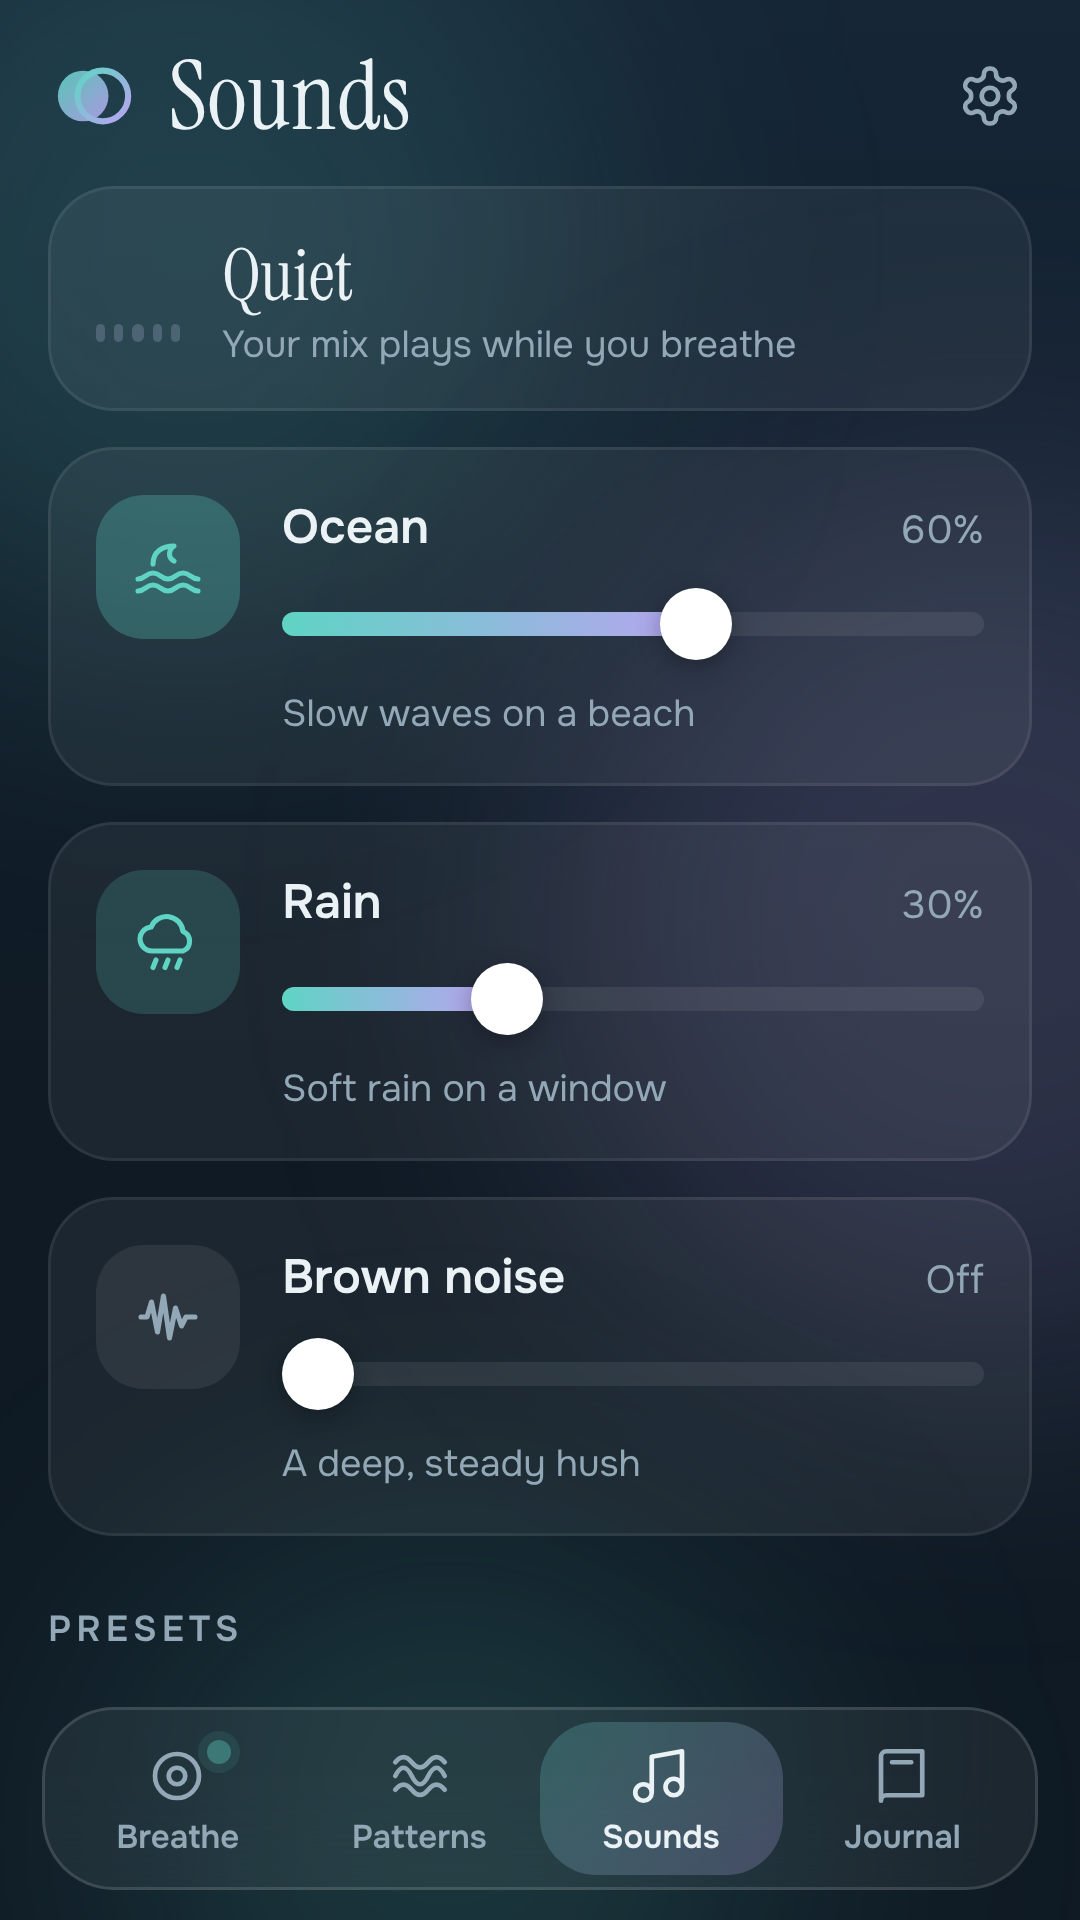 Sounds
Quiet
Your mix plays while you breathe
Ocean
60%
Slow waves on a beach
Rain
30%
Soft rain on a window
Brown noise
Off
A deep, steady hush
PRESETS
Breathe
Patterns
Sounds
Journal